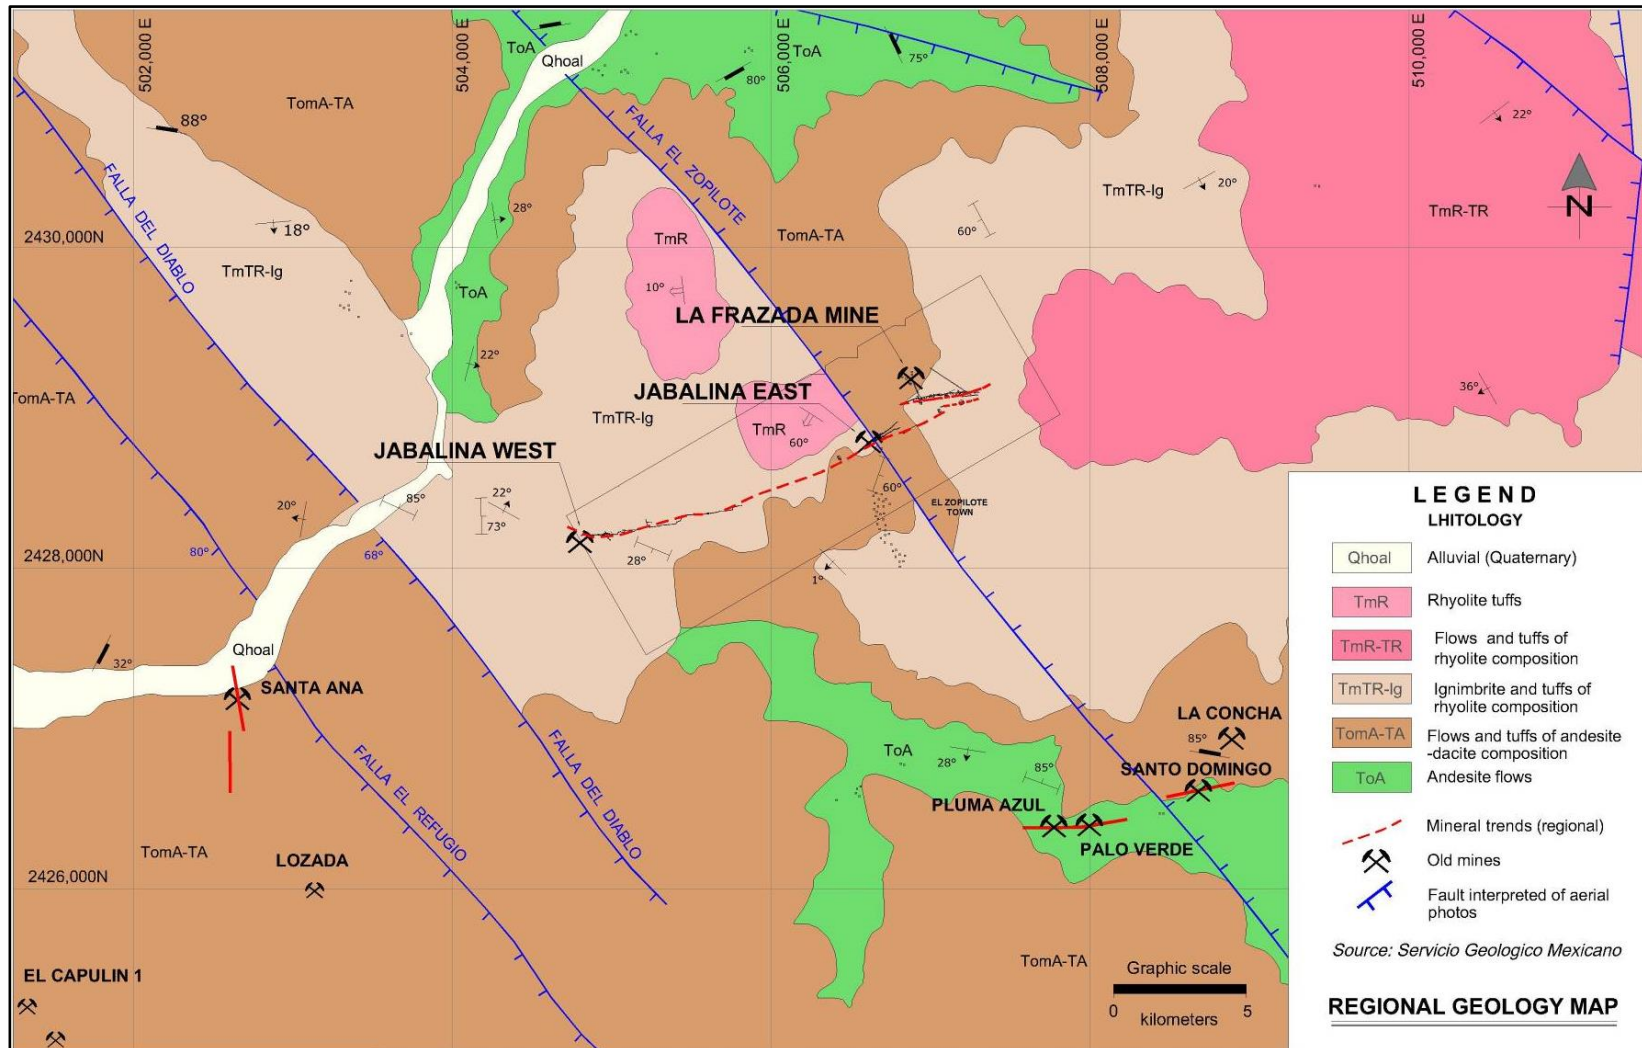 502,000 E
504,000 E
506,000 E
508,000 E
510,000 E
ToA
Qhoal
ToA
75°
80°
TomA-TA
88°
FALLA EL ZOPILOTE
22°
TmTR-Ig
20°
TmR-TR
N
FALLA DEL DIABLO
28°
18°
2430,000N
TmR
TomA-TA
60°
TmTR-Ig
ToA
10°
LA FRAZADA MINE
22°
JABALINA EAST
36°
TomA-TA
TmTR-Ig
TmR
60°
JABALINA WEST
60°
EL ZOPILOTE
TOWN
20°
85°
22°
73°
2428,000N
80°
68°
28°
1°
32°
Qhoal
SANTA ANA
FALLA EL REFUGIO
FALLA DEL DIABLO
ToA
28°
85°
LA CONCHA
85°
SANTO DOMINGO
PLUMA AZUL
PALO VERDE
TomA-TA
LOZADA
2426,000N
EL CAPULIN 1
TomA-TA
Graphic scale
0 5
kilometers
LEGEND
LHITOLOGY
Qhoal Alluvial (Quaternary)
TmR Rhyolite tuffs
TmR-TR Flows and tuffs of
rhyolite composition
TmTR-Ig Ignimbrite and tuffs of
rhyolite composition
TomA-TA Flows and tuffs of andesite
-dacite composition
ToA Andesite flows
Mineral trends (regional)
Old mines
Fault interpreted of aerial
photos
Source: Servicio Geologico Mexicano
REGIONAL GEOLOGY MAP